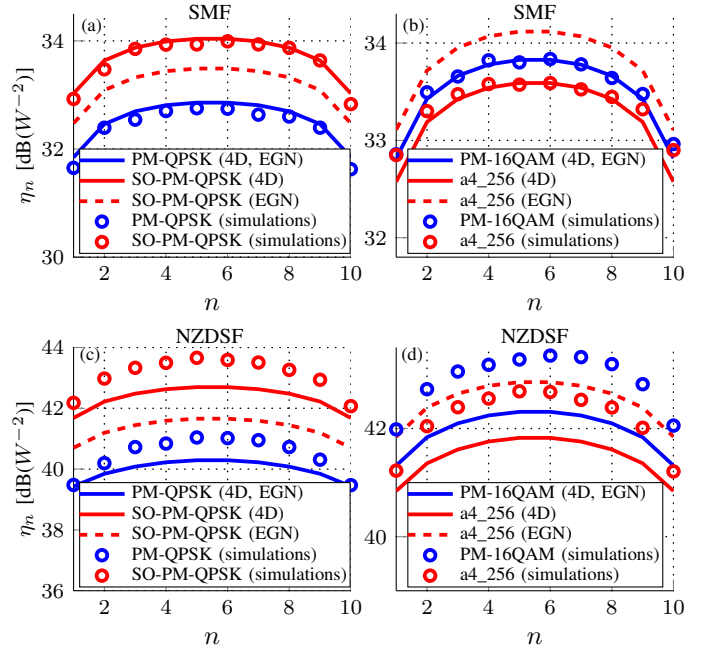 SMF
SMF
(a)
(b)
34
32
30
η_n [dB(W^−2)]
PM-QPSK (4D, EGN)
SO-PM-QPSK (4D)
SO-PM-QPSK (EGN)
PM-QPSK (simulations)
SO-PM-QPSK (simulations)
2 4 6 8 10
n
34
33
32
PM-16QAM (4D, EGN)
a4_256 (4D)
a4_256 (EGN)
PM-16QAM (simulations)
a4_256 (simulations)
2 4 6 8 10
n
NZDSF
NZDSF
(c)
(d)
44
42
40
38
36
η_n [dB(W^−2)]
PM-QPSK (4D, EGN)
SO-PM-QPSK (4D)
SO-PM-QPSK (EGN)
PM-QPSK (simulations)
SO-PM-QPSK (simulations)
2 4 6 8 10
n
42
40
PM-16QAM (4D, EGN)
a4_256 (4D)
a4_256 (EGN)
PM-16QAM (simulations)
a4_256 (simulations)
2 4 6 8 10
n